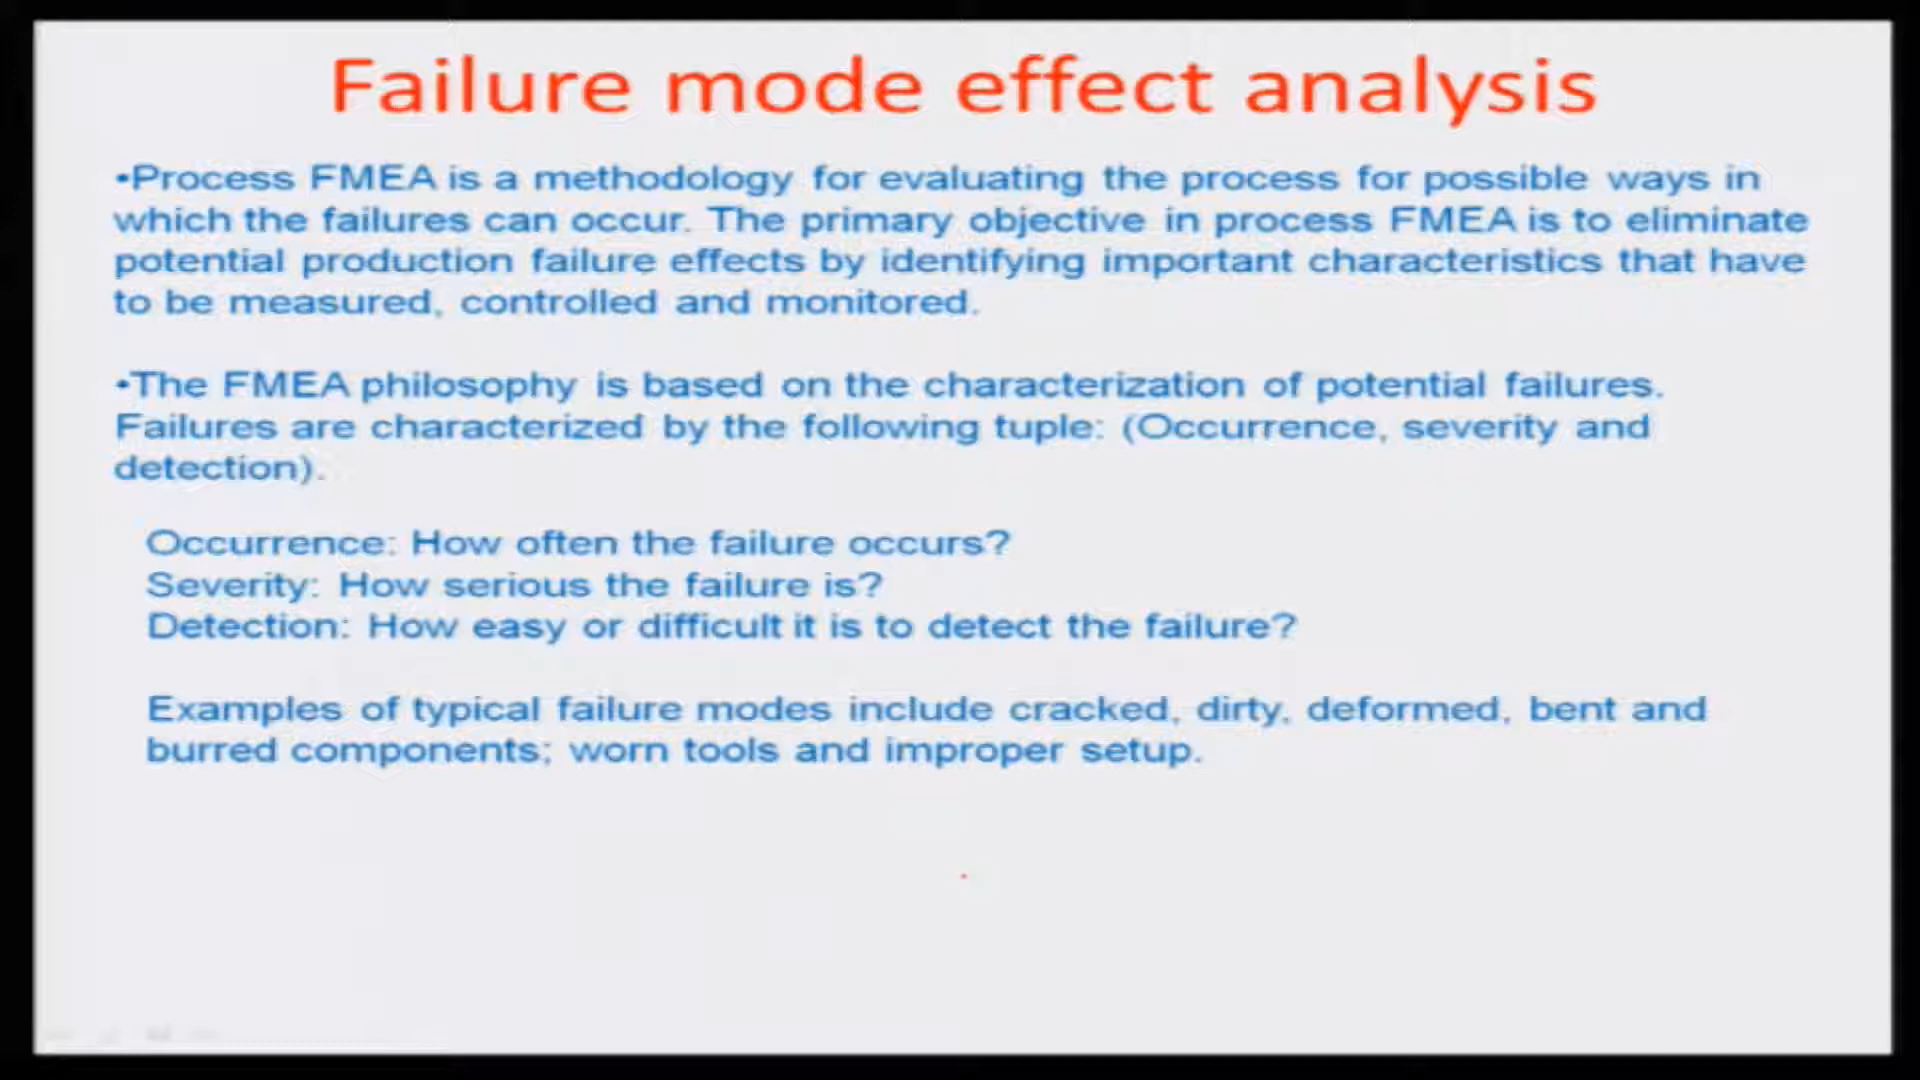 Failure mode effect analysis
•Process FMEA is a methodology for evaluating the process for possible ways in
which the failures can occur. The primary objective in process FMEA is to eliminate
potential production failure effects by identifying important characteristics that have
to be measured, controlled and monitored.
•The FMEA philosophy is based on the characterization of potential failures.
Failures are characterized by the following tuple: (Occurrence, severity and
detection).
Occurrence: How often the failure occurs?
Severity: How serious the failure is?
Detection: How easy or difficult it is to detect the failure?
Examples of typical failure modes include cracked, dirty, deformed, bent and
burred components; worn tools and improper setup.